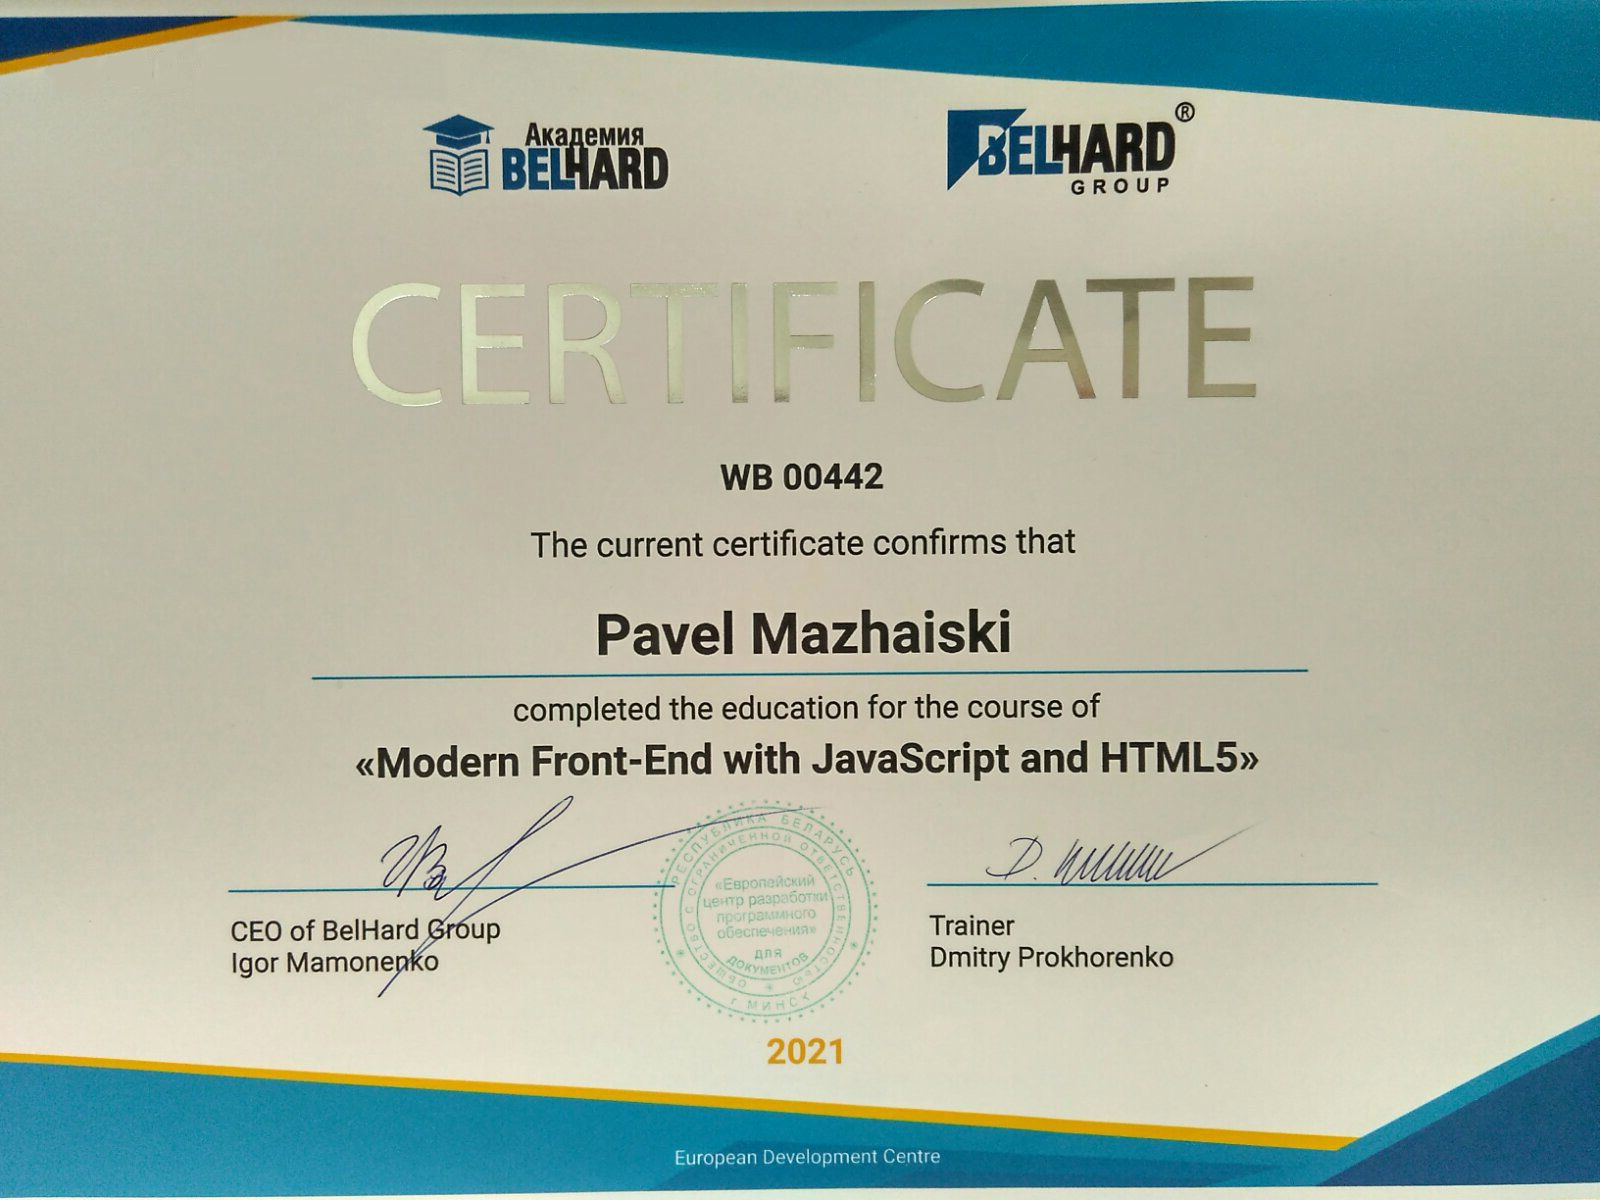 Академия
BELHARD
BELHARD®
GROUP
CERTIFICATE
WB 00442
The current certificate confirms that
Pavel Mazhaiski
completed the education for the course of
«Modern Front-End with JavaScript and HTML5»
CEO of BelHard Group
Igor Mamonenko
РЕСПУБЛИКА БЕЛАРУСЬ
ОБЩЕСТВО С ОГРАНИЧЕННОЙ ОТВЕТСТВЕННОСТЬЮ
«Европейский
центр разработки
программного
обеспечения»
ДЛЯ
ДОКУМЕНТОВ
г.МИНСК
Trainer
Dmitry Prokhorenko
2021
European Development Centre